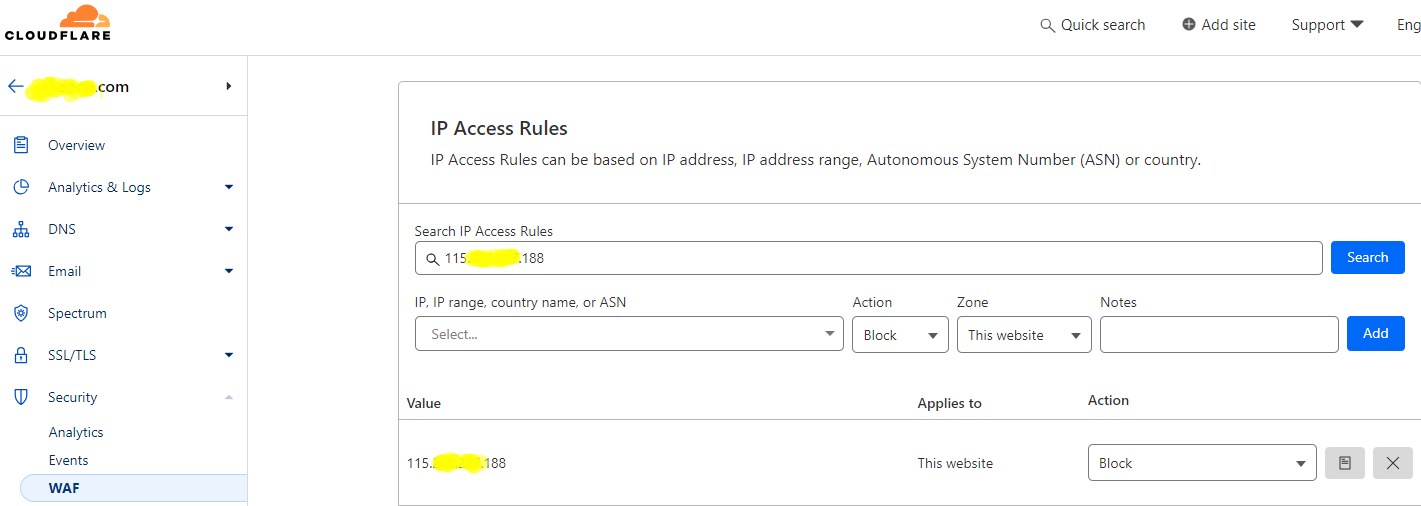 CLOUDFLARE
Quick search Add site Support Eng
.com
Overview
Analytics & Logs
DNS
Email
Spectrum
SSL/TLS
Security
Analytics
Events
WAF
IP Access Rules
IP Access Rules can be based on IP address, IP address range, Autonomous System Number (ASN) or country.
Search IP Access Rules
115. .188 Search
IP, IP range, country name, or ASN Action Zone Notes
Select... Block This website Add
Value Applies to Action
115. .188 This website Block